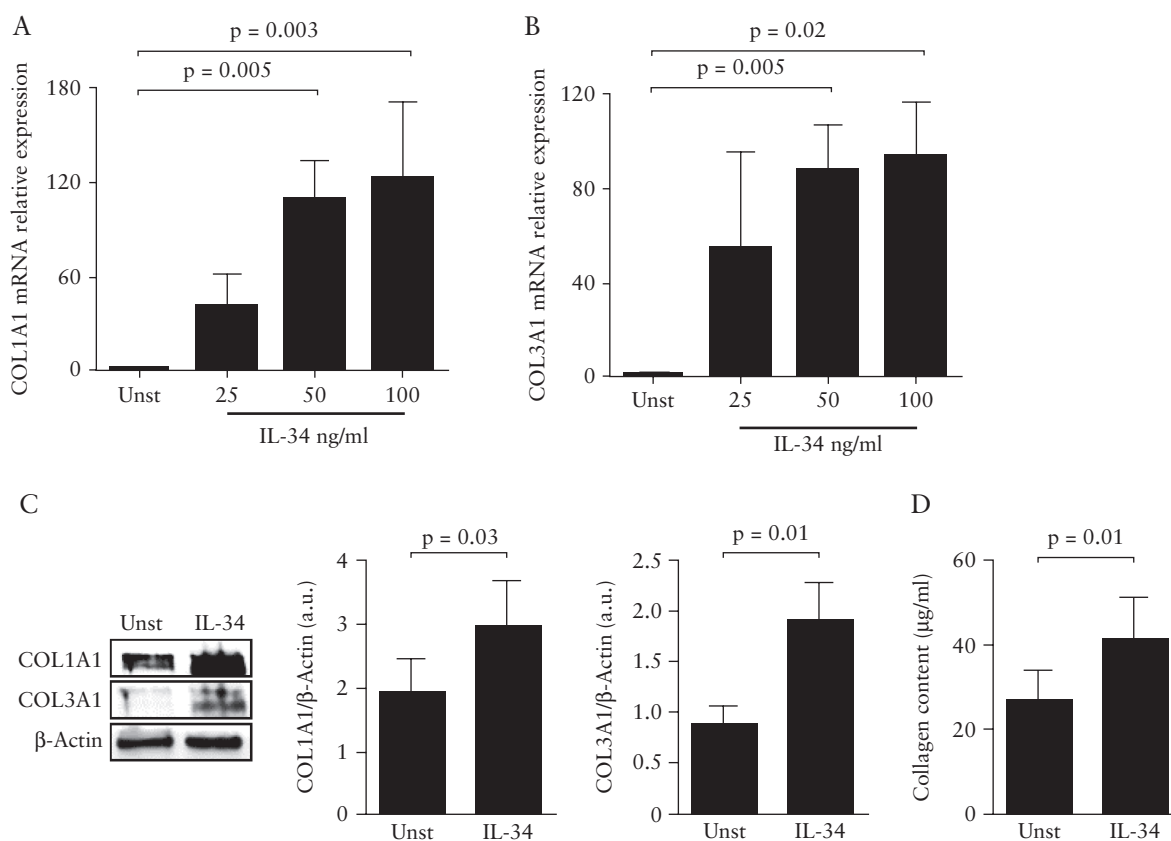 A
p = 0.003
p = 0.005
COL1A1 mRNA relative expression
180
120
60
0
Unst 25 50 100
IL-34 ng/ml
B
p = 0.02
p = 0.005
COL3A1 mRNA relative expression
120
80
40
0
Unst 25 50 100
IL-34 ng/ml
C
Unst IL-34
COL1A1
COL3A1
β-Actin
p = 0.03
COL1A1/β-Actin (a.u.)
4
3
2
1
0
Unst IL-34
p = 0.01
COL3A1/β-Actin (a.u.)
2.5
2.0
1.5
1.0
0.5
0
Unst IL-34
D
p = 0.01
Collagen content (µg/ml)
60
40
20
0
Unst IL-34